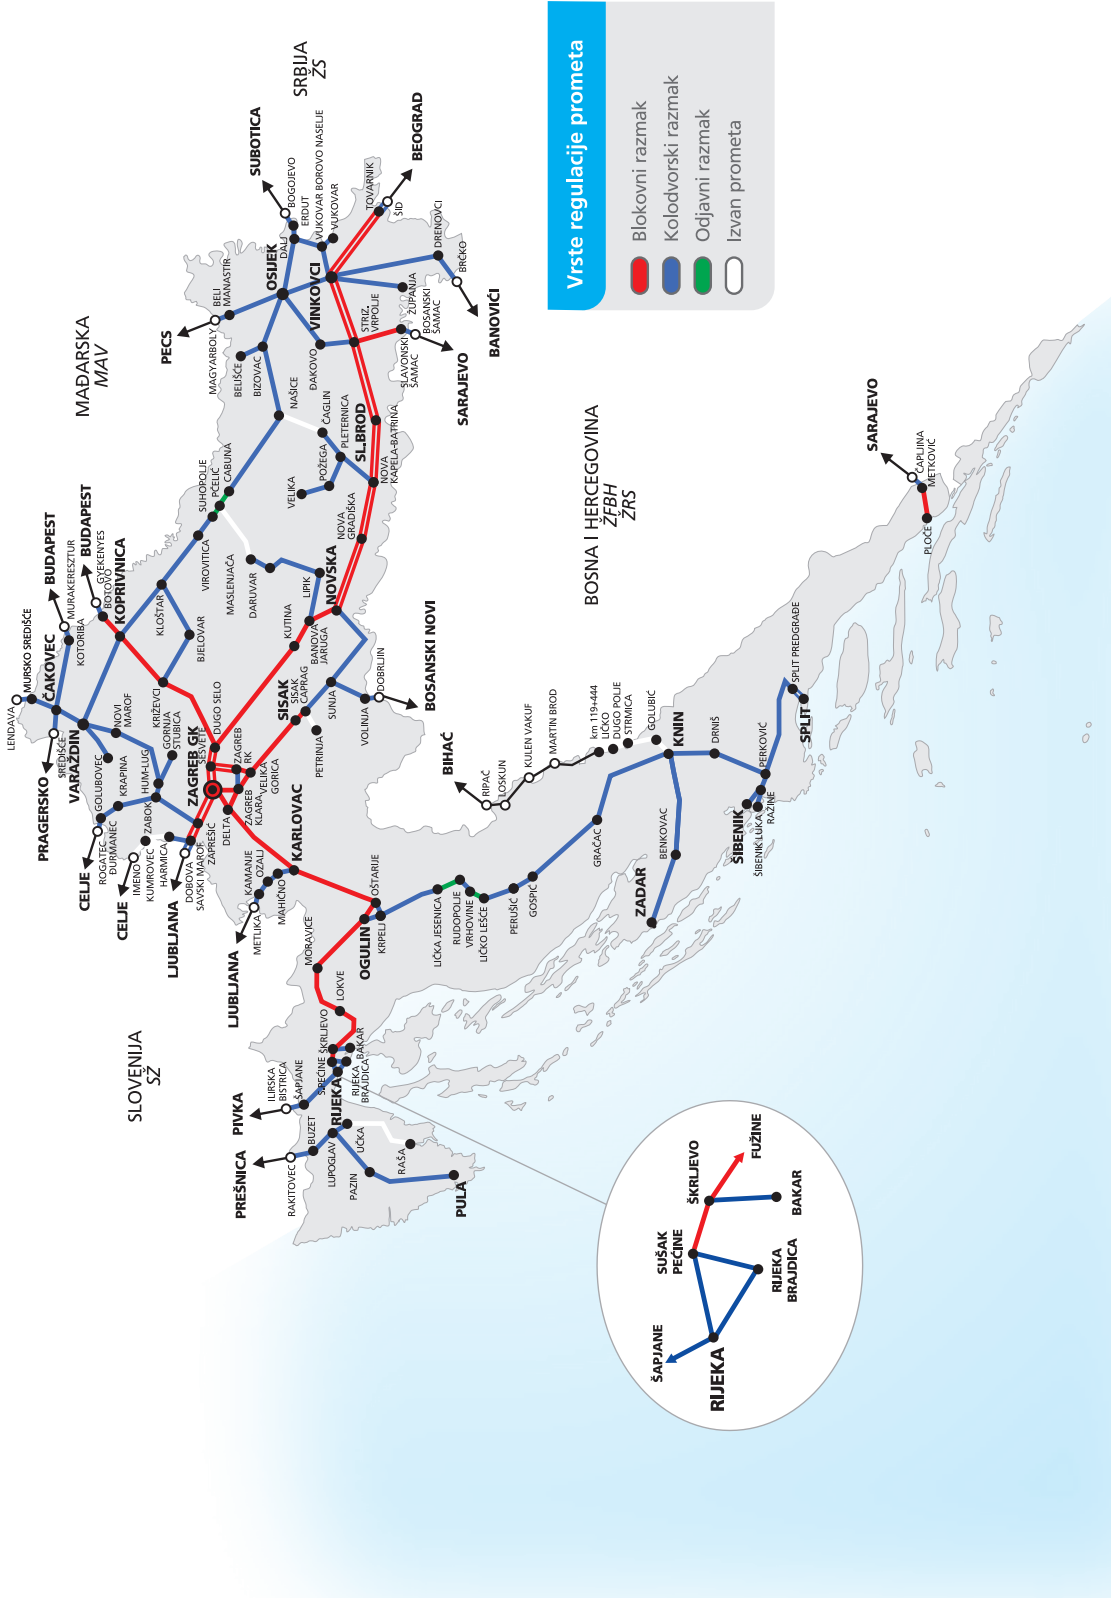 SLOVENIJA
SŽ
MAĐARSKA
MAV
SRBIJA
ŽS
BOSNA I HERCEGOVINA
ŽFBH
ŽRS
Vrste regulacije prometa
Blokovni razmak
Kolodvorski razmak
Odjavni razmak
Izvan prometa
LENDAVA
MURSKO SREDIŠĆE
ČAKOVEC
PRAGERSKO
SREDIŠĆE
VARAŽDIN
KOTORIBA
MURAKERESZTUR
BUDAPEST
BUDAPEST
GYEKENYES
BOTOVO
KOPRIVNICA
CELJE
ROGATEC
ĐURMANEC
GOLUBOVEC
KRAPINA
NOVI
MAROF
HUM-LUG
GORNJA
STUBICA
KRIŽEVCI
ZABOK
CELJE
IMENO
KUMROVEC
HARMICA
LJUBLJANA
DOBOVA
SAVSKI MAROF
ZAPREŠIĆ
ZAGREB GK
SESVETE
DUGO SELO
DELTA
ZAGREB
KLARA
ZAGREB
RK
VELIKA
GORICA
LJUBLJANA
METLIKA
KAMANJE
OZALJ
MAHIČNO
KARLOVAC
KLOŠTAR
BJELOVAR
VIROVITICA
SUHOPOLJE
PČELIĆ
CABUNA
MASLENJAČA
DARUVAR
LIPIK
NAŠICE
ČAGLIN
PLETERNICA
POŽEGA
VELIKA
BELIŠĆE
BIZOVAC
MAGYARBOLY
PECS
BELI
MANASTIR
OSIJEK
DALJ
ERDUT
BOGOJEVO
SUBOTICA
VUKOVAR BOROVO NASELJE
VUKOVAR
VINKOVCI
TOVARNIK
ŠID
BEOGRAD
DRENOVCI
BRČKO
BANOVIĆI
ŽUPANJA
STRIZ.
VRPOLJE
ĐAKOVO
SLAVONSKI
ŠAMAC
BOSANSKI
ŠAMAC
SARAJEVO
SL.BROD
NOVA
KAPELA-BATRINA
NOVA
GRADIŠKA
NOVSKA
KUTINA
BANOVA
JARUGA
SISAK
SISAK
CAPRAG
PETRINJA
SUNJA
VOLINJA
DOBRLJIN
BOSANSKI NOVI
MORAVICE
OGULIN
OŠTARIJE
KRPELJ
LOKVE
ŠKRLJEVO
BAKAR
S.PEĆINE
RIJEKA
BRAJDICA
RIJEKA
ŠAPJANE
ILIRSKA
BISTRICA
PIVKA
PREŠNICA
RAKITOVEC
BUZET
LUPOGLAV
UČKA
RAŠA
PAZIN
PULA
LIČKA JESENICA
RUDOPOLJE
VRHOVINE
LIČKO LEŠĆE
PERUŠIĆ
GOSPIĆ
GRAČAC
BIHAĆ
RIPAČ
LOSKUN
KULEN VAKUF
MARTIN BROD
km 119+444
LIČKO
DUGO POLJE
STRMICA
GOLUBIĆ
KNIN
BENKOVAC
ZADAR
DRNIŠ
PERKOVIĆ
ŠIBENIK
ŠIBENIK LUKA
RAŽINE
SPLIT PREDGRAĐE
SPLIT
PLOČE
METKOVIĆ
ČAPLJINA
SARAJEVO
ŠAPJANE
RIJEKA
SUŠAK
PEĆINE
RIJEKA
BRAJDICA
ŠKRLJEVO
BAKAR
FUŽINE